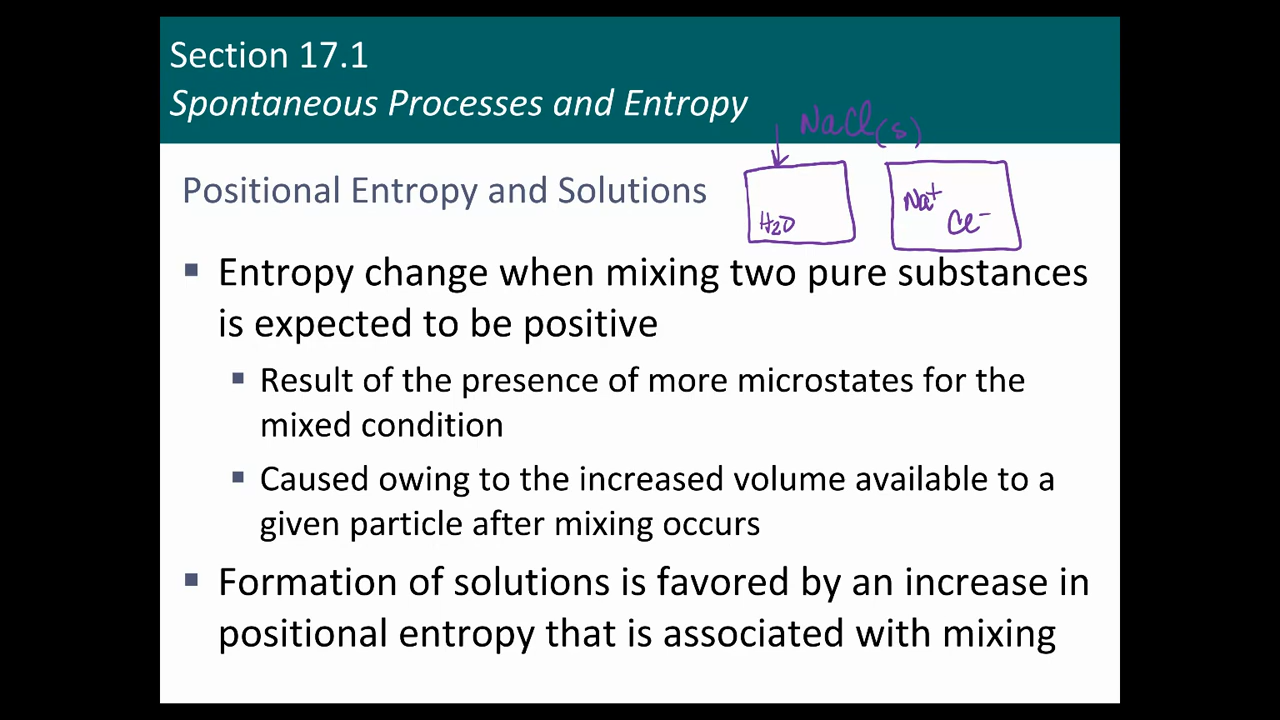 Section 17.1
Spontaneous Processes and Entropy
NaCl(s)
Positional Entropy and Solutions
H₂O
Na⁺
Cl⁻
▪ Entropy change when mixing two pure substances
is expected to be positive
▪ Result of the presence of more microstates for the
mixed condition
▪ Caused owing to the increased volume available to a
given particle after mixing occurs
▪ Formation of solutions is favored by an increase in
positional entropy that is associated with mixing